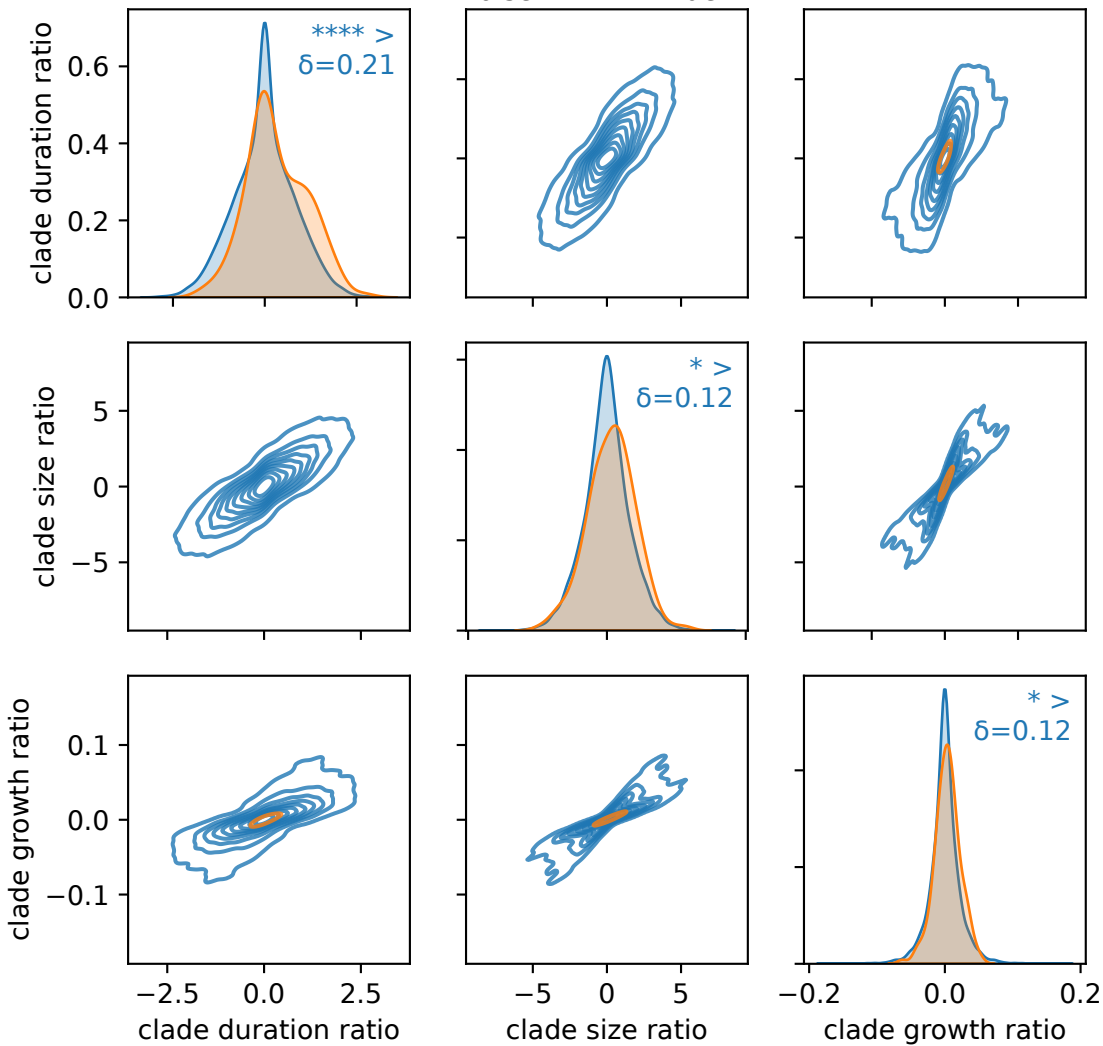 clade duration ratio
0.6
0.4
0.2
0.0
**** >
δ=0.21
clade size ratio
5
0
−5
* >
δ=0.12
clade growth ratio
0.1
0.0
−0.1
* >
δ=0.12
−2.5 0.0 2.5
−5 0 5
−0.2 0.0 0.2
clade duration ratio
clade size ratio
clade growth ratio